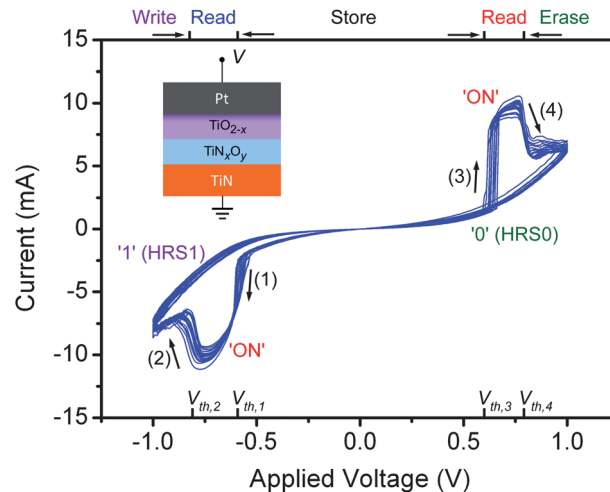 Write Read Store Read Erase
15
10
5
0
-5
-10
-15
Current (mA)
V
Pt
TiO2-x
TiNxOy
TiN
'ON'
(4)
(3)
'1' (HRS1)
'0' (HRS0)
(1)
(2)
'ON'
Vth,2 Vth,1 Vth,3 Vth,4
-1.0 -0.5 0.0 0.5 1.0
Applied Voltage (V)